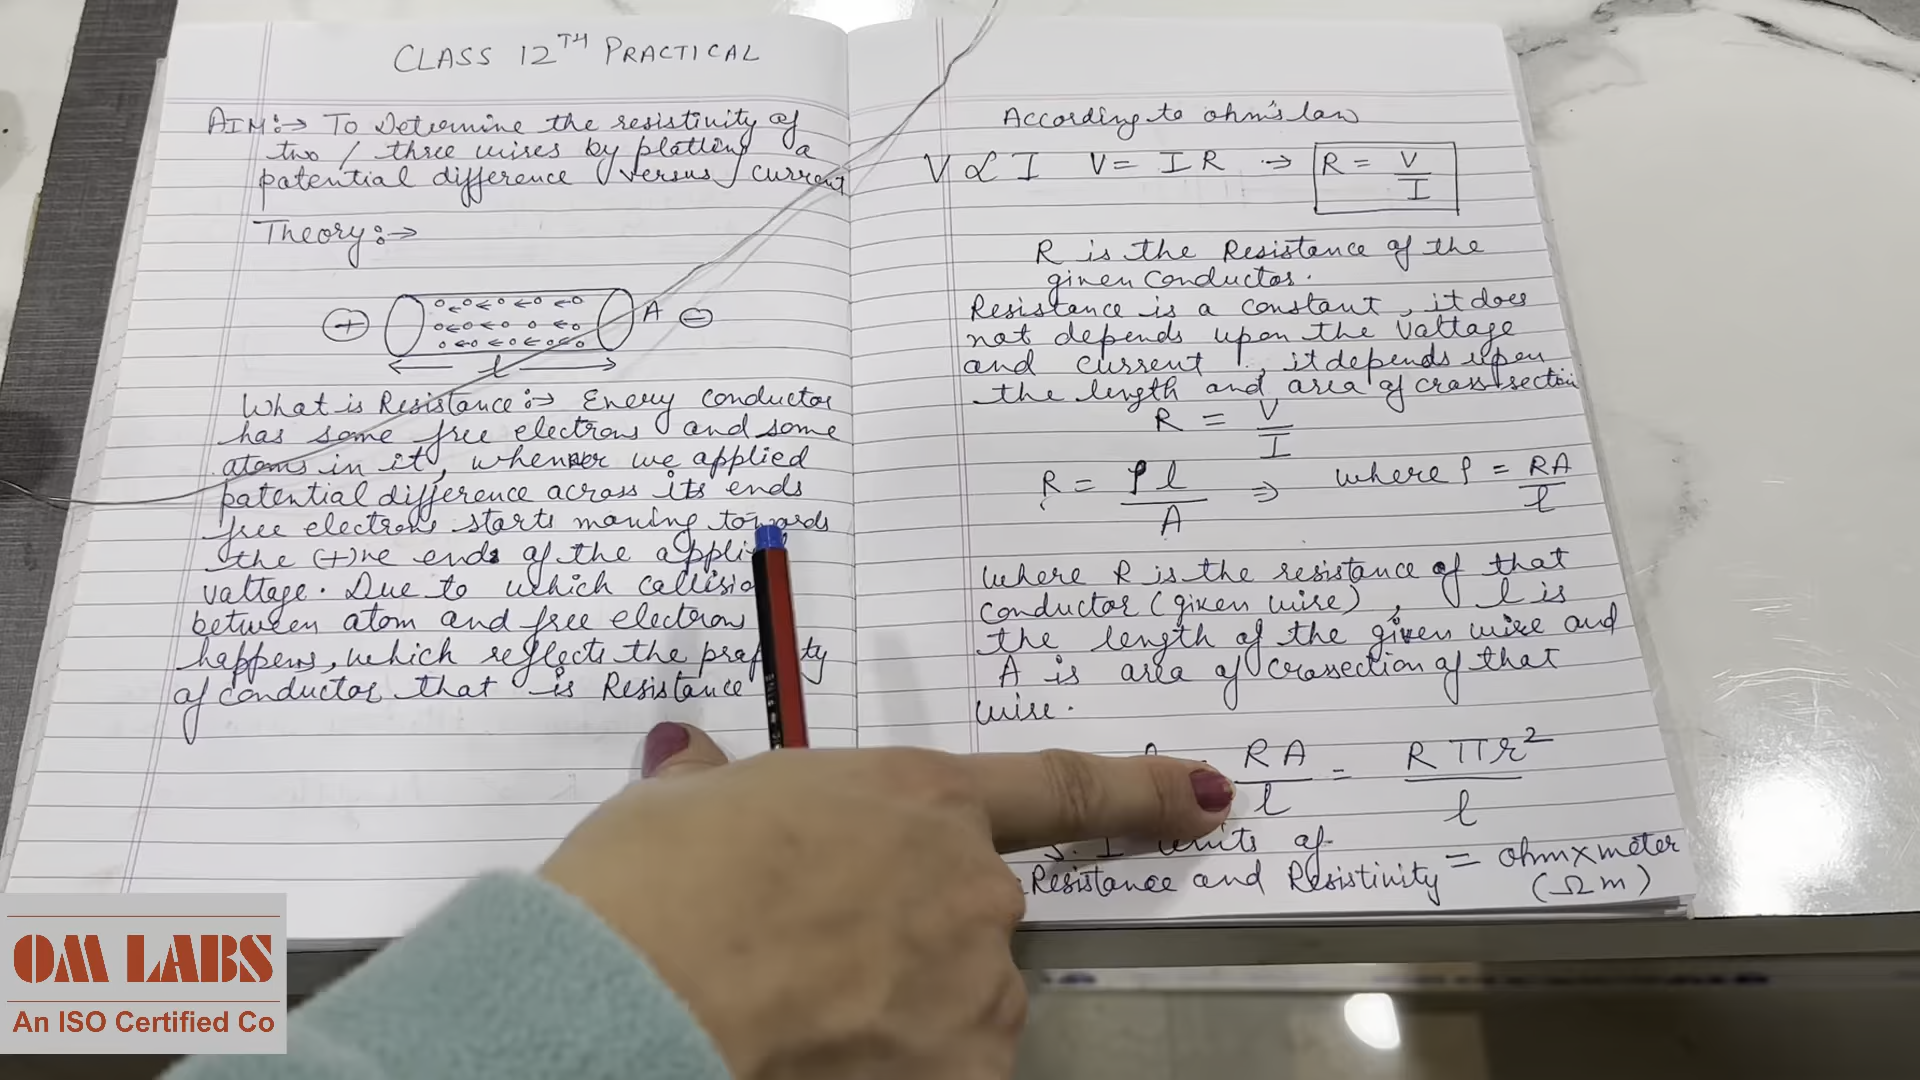 CLASS 12TH PRACTICAL
AIM:→ To Determine the resistivity of
two / three wires by plotting a
potential difference versus current
Theory:→
+ A −
l
What is Resistance:→ Every conductor
has some free electrons and some
atoms in it, whenever we applied
potential difference across its ends
free electrons starts moving towards
the (+)ve ends of the appli
voltage. Due to which collisio
between atom and free electrons
happens, which reflects the property
of conductor that is Resistance
According to ohm's law
V ∝ I V = I R → R = V/I
R is the Resistance of the
given conductor.
Resistance is a constant, it does
not depends upon the voltage
and current, it depends upon
the length and area of cross section
R = V/I
R = ρl/A ⇒ where ρ = RA/l
where R is the resistance of that
conductor (given wire), l is
the length of the given wire and
A is area of crossection of that
wire.
= RA/l = Rπr²/l
S.I units of
Resistance and Resistivity = ohm×meter
(Ωm)
OM LABS
An ISO Certified Co